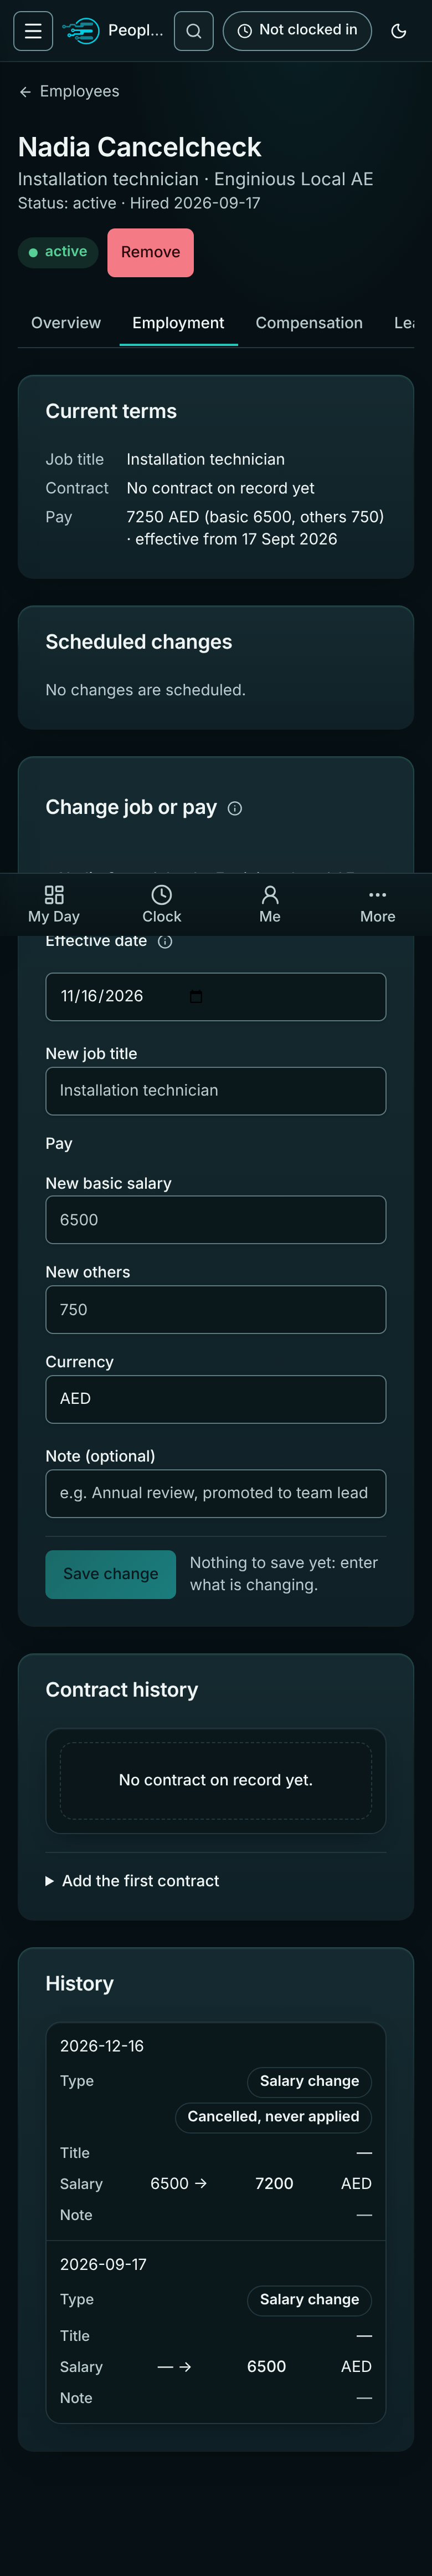 Peopl...
Not clocked in
Employees
Nadia Cancelcheck
Installation technician · Enginious Local AE
Status: active · Hired 2026-09-17
active
Remove
Overview
Employment
Compensation
Lea
Current terms
Job title Installation technician
Contract No contract on record yet
Pay 7250 AED (basic 6500, others 750)
· effective from 17 Sept 2026
Scheduled changes
No changes are scheduled.
Change job or pay
My Day
Clock
Me
More
Effective date
11/16/2026
New job title
Installation technician
Pay
New basic salary
6500
New others
750
Currency
AED
Note (optional)
e.g. Annual review, promoted to team lead
Save change
Nothing to save yet: enter
what is changing.
Contract history
No contract on record yet.
Add the first contract
History
2026-12-16
Type Salary change
Cancelled, never applied
Title —
Salary 6500 → 7200 AED
Note —
2026-09-17
Type Salary change
Title —
Salary — → 6500 AED
Note —